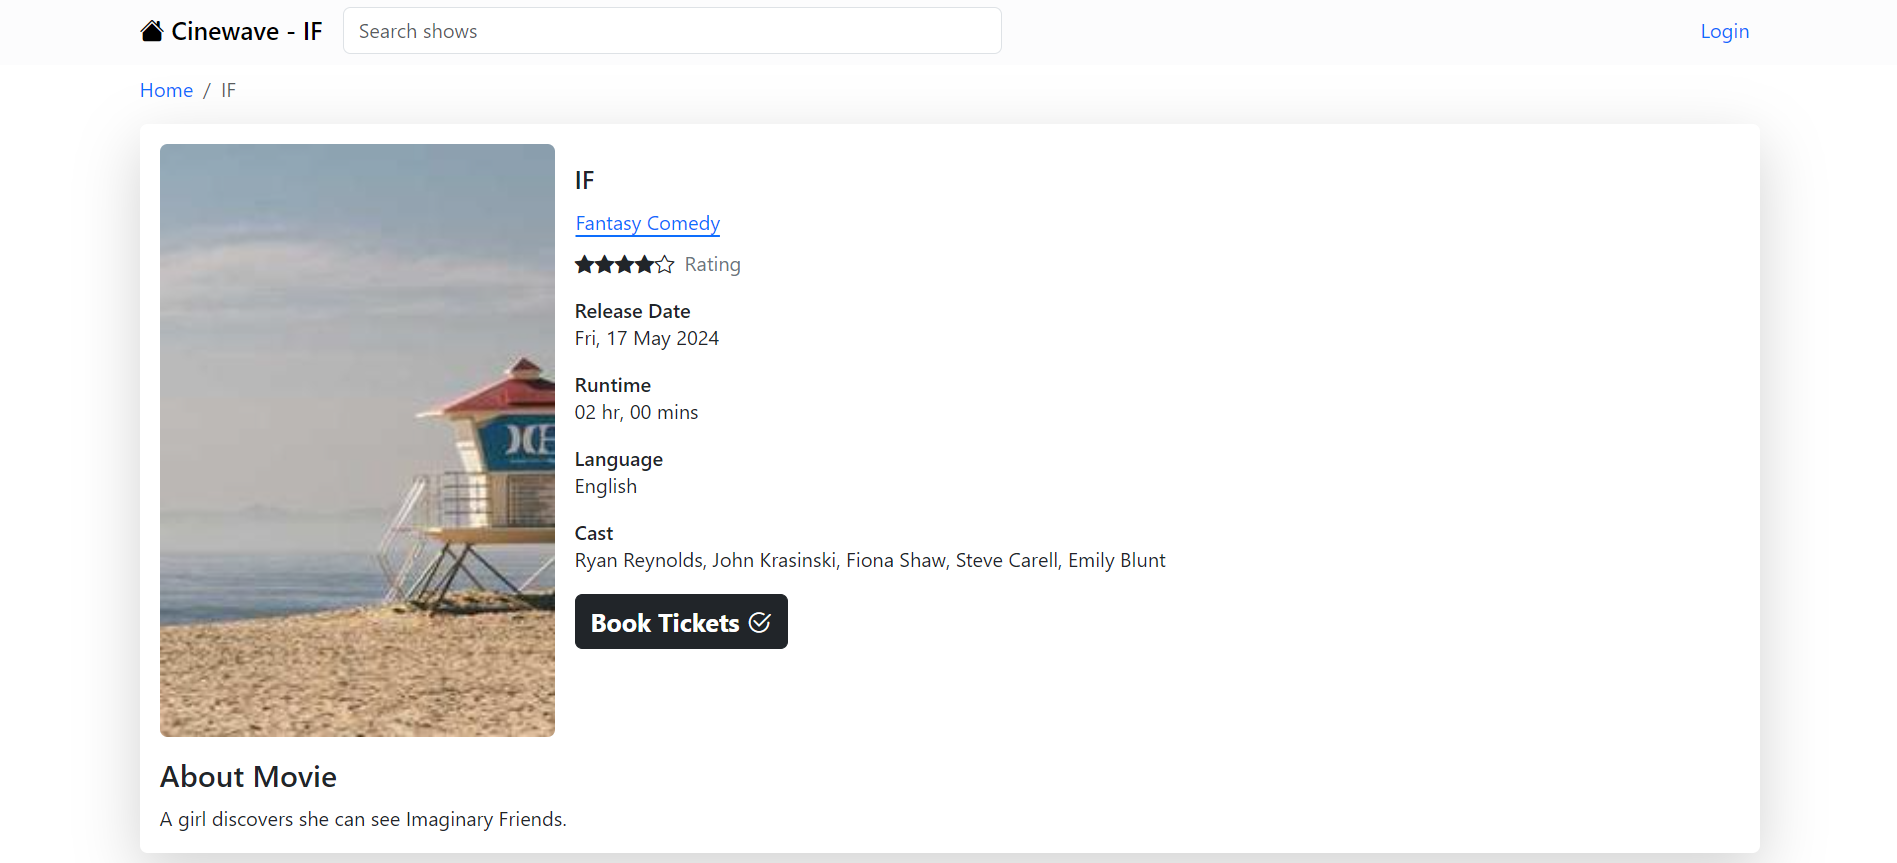 Cinewave - IF
Search shows
Login
Home / IF
IF
Fantasy Comedy
Rating
Release Date
Fri, 17 May 2024
Runtime
02 hr, 00 mins
Language
English
Cast
Ryan Reynolds, John Krasinski, Fiona Shaw, Steve Carell, Emily Blunt
Book Tickets
About Movie
A girl discovers she can see Imaginary Friends.